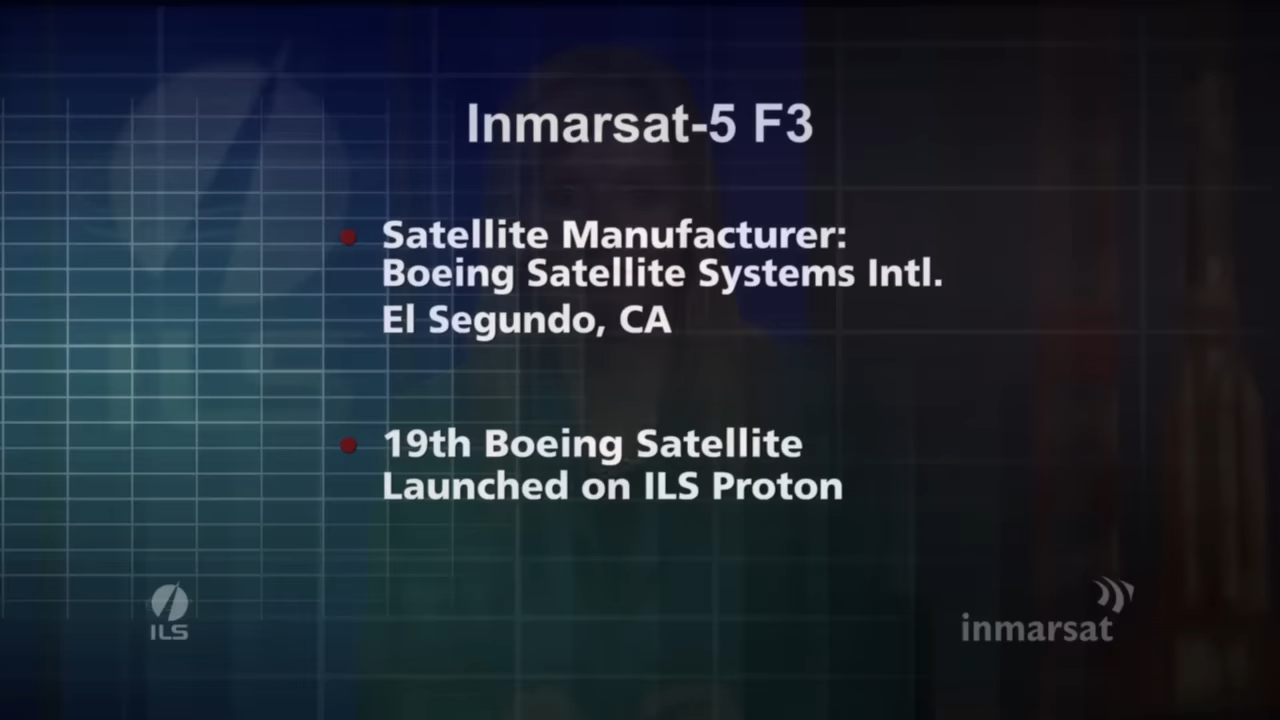 Inmarsat-5 F3
Satellite Manufacturer:
Boeing Satellite Systems Intl.
El Segundo, CA
19th Boeing Satellite
Launched on ILS Proton
ILS
inmarsat